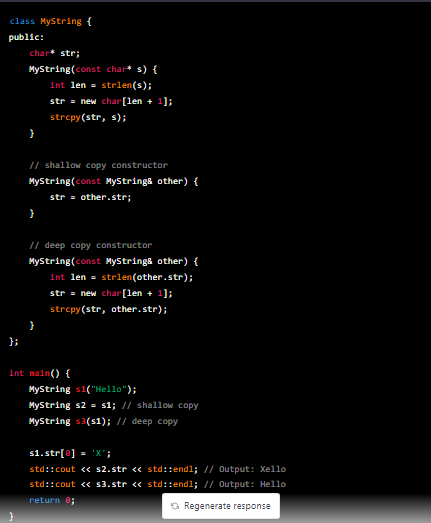 class MyString {
public:
    char* str;
    MyString(const char* s) {
        int len = strlen(s);
        str = new char[len + 1];
        strcpy(str, s);
    }

    // shallow copy constructor
    MyString(const MyString& other) {
        str = other.str;
    }

    // deep copy constructor
    MyString(const MyString& other) {
        int len = strlen(other.str);
        str = new char[len + 1];
        strcpy(str, other.str);
    }
};

int main() {
    MyString s1("Hello");
    MyString s2 = s1; // shallow copy
    MyString s3(s1); // deep copy

    s1.str[0] = 'X';
    std::cout << s2.str << std::endl; // Output: Xello
    std::cout << s3.str << std::endl; // Output: Hello
    return 0;
Regenerate response
}